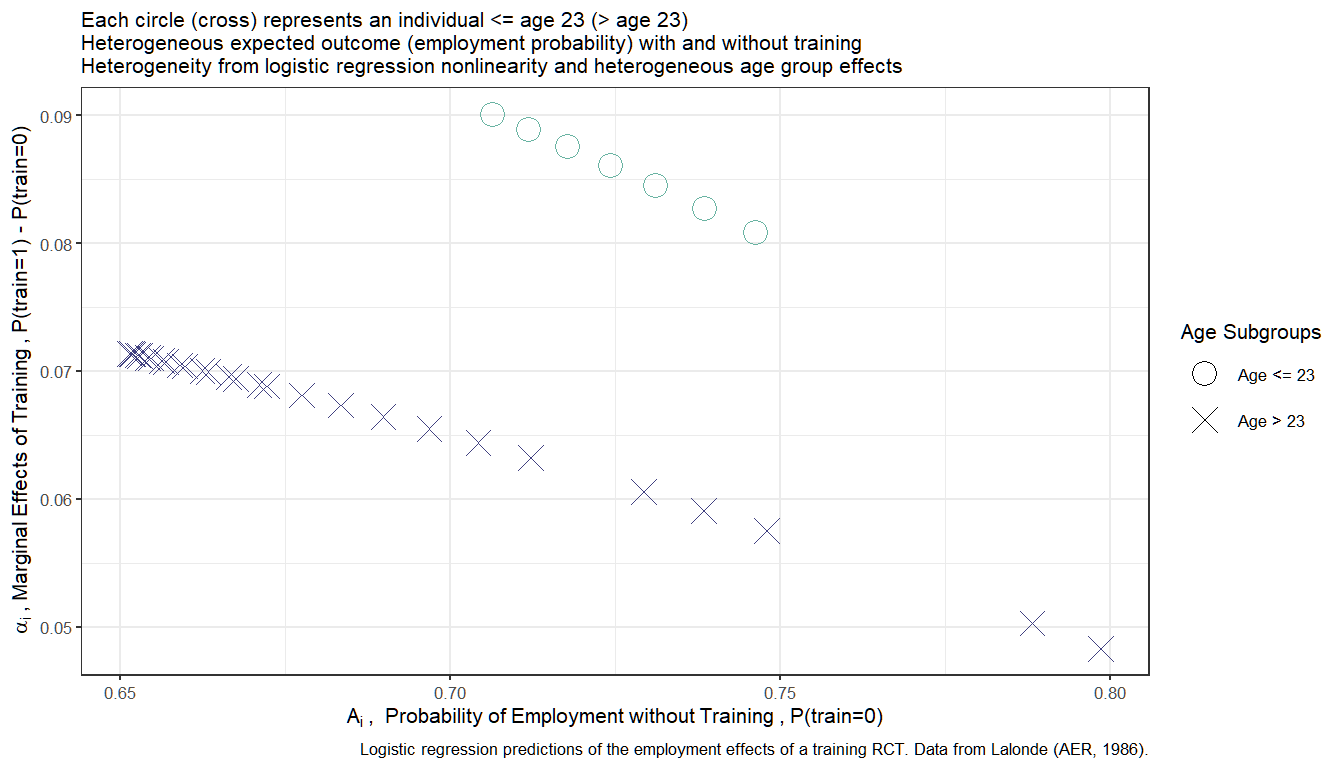 Each circle (cross) represents an individual <= age 23 (> age 23)
Heterogeneous expected outcome (employment probability) with and without training
Heterogeneity from logistic regression nonlinearity and heterogeneous age group effects
αi , Marginal Effects of Training , P(train=1) - P(train=0)
0.09
0.08
0.07
0.06
0.05
0.65
0.70
0.75
0.80
Ai ,  Probability of Employment without Training , P(train=0)
Age Subgroups
Age <= 23
Age > 23
Logistic regression predictions of the employment effects of a training RCT. Data from Lalonde (AER, 1986).